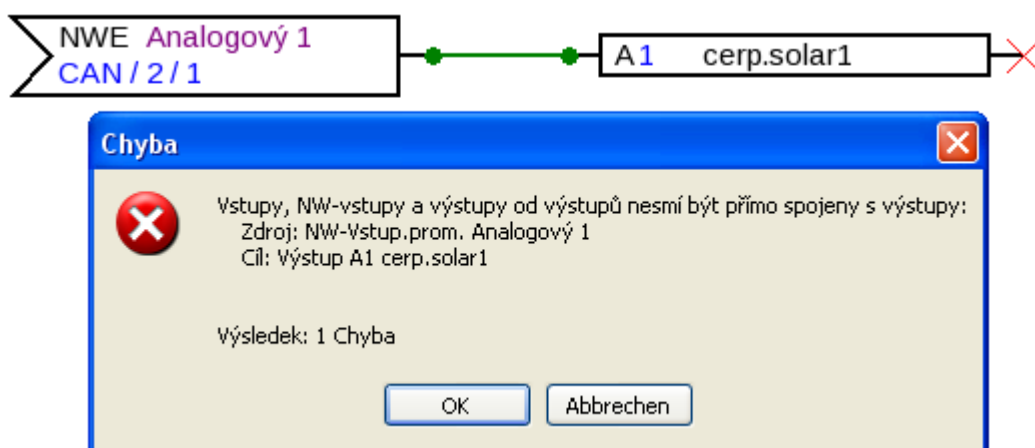 NWE Analogový 1
CAN / 2 / 1
A 1 cerp.solar1
Chyba
Vstupy, NW-vstupy a výstupy od výstupů nesmí být přímo spojeny s výstupy:
Zdroj: NW-Vstup.prom. Analogový 1
Cíl: Výstup A1 cerp.solar1
Výsledek: 1 Chyba
OK
Abbrechen